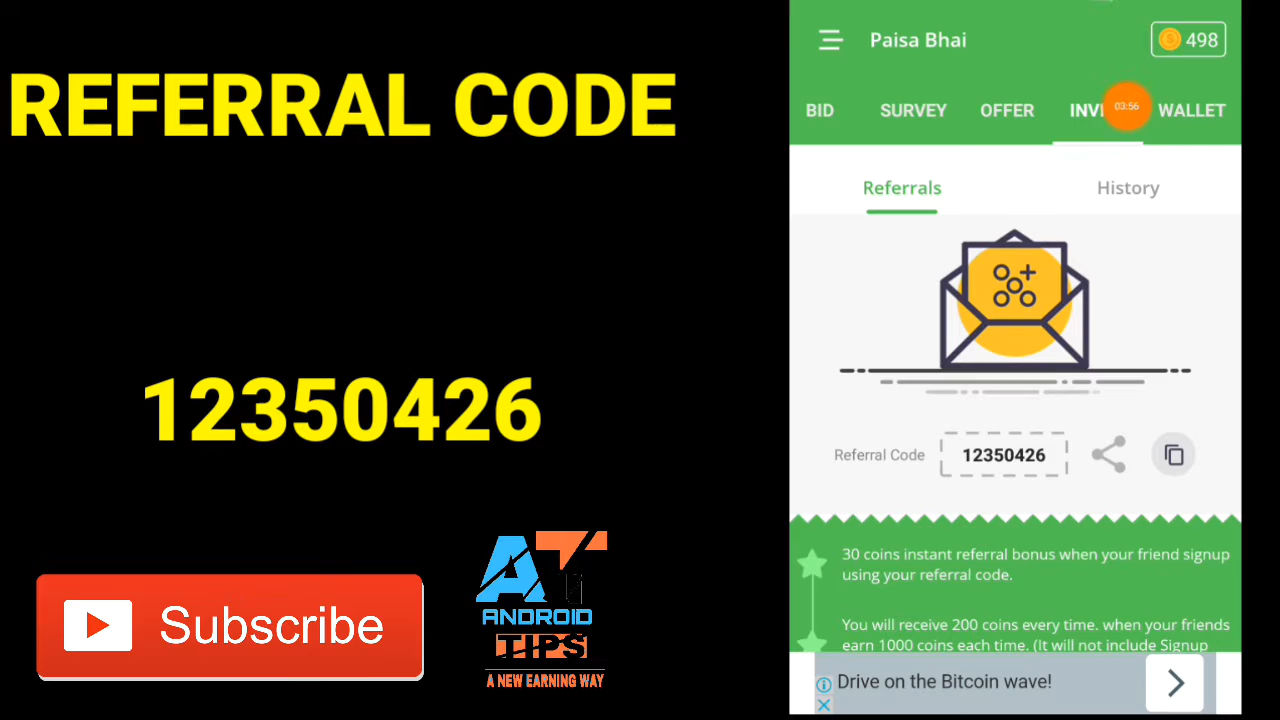 REFERRAL CODE
12350426
Subscribe
AT
ANDROID
TIPS
A NEW EARNING WAY
Paisa Bhai
498
BID SURVEY OFFER INVI WALLET
03:56
Referrals History
Referral Code 12350426
30 coins instant referral bonus when your friend signup
using your referral code.
You will receive 200 coins every time. when your friends
earn 1000 coins each time. (It will not include Signup
Drive on the Bitcoin wave!